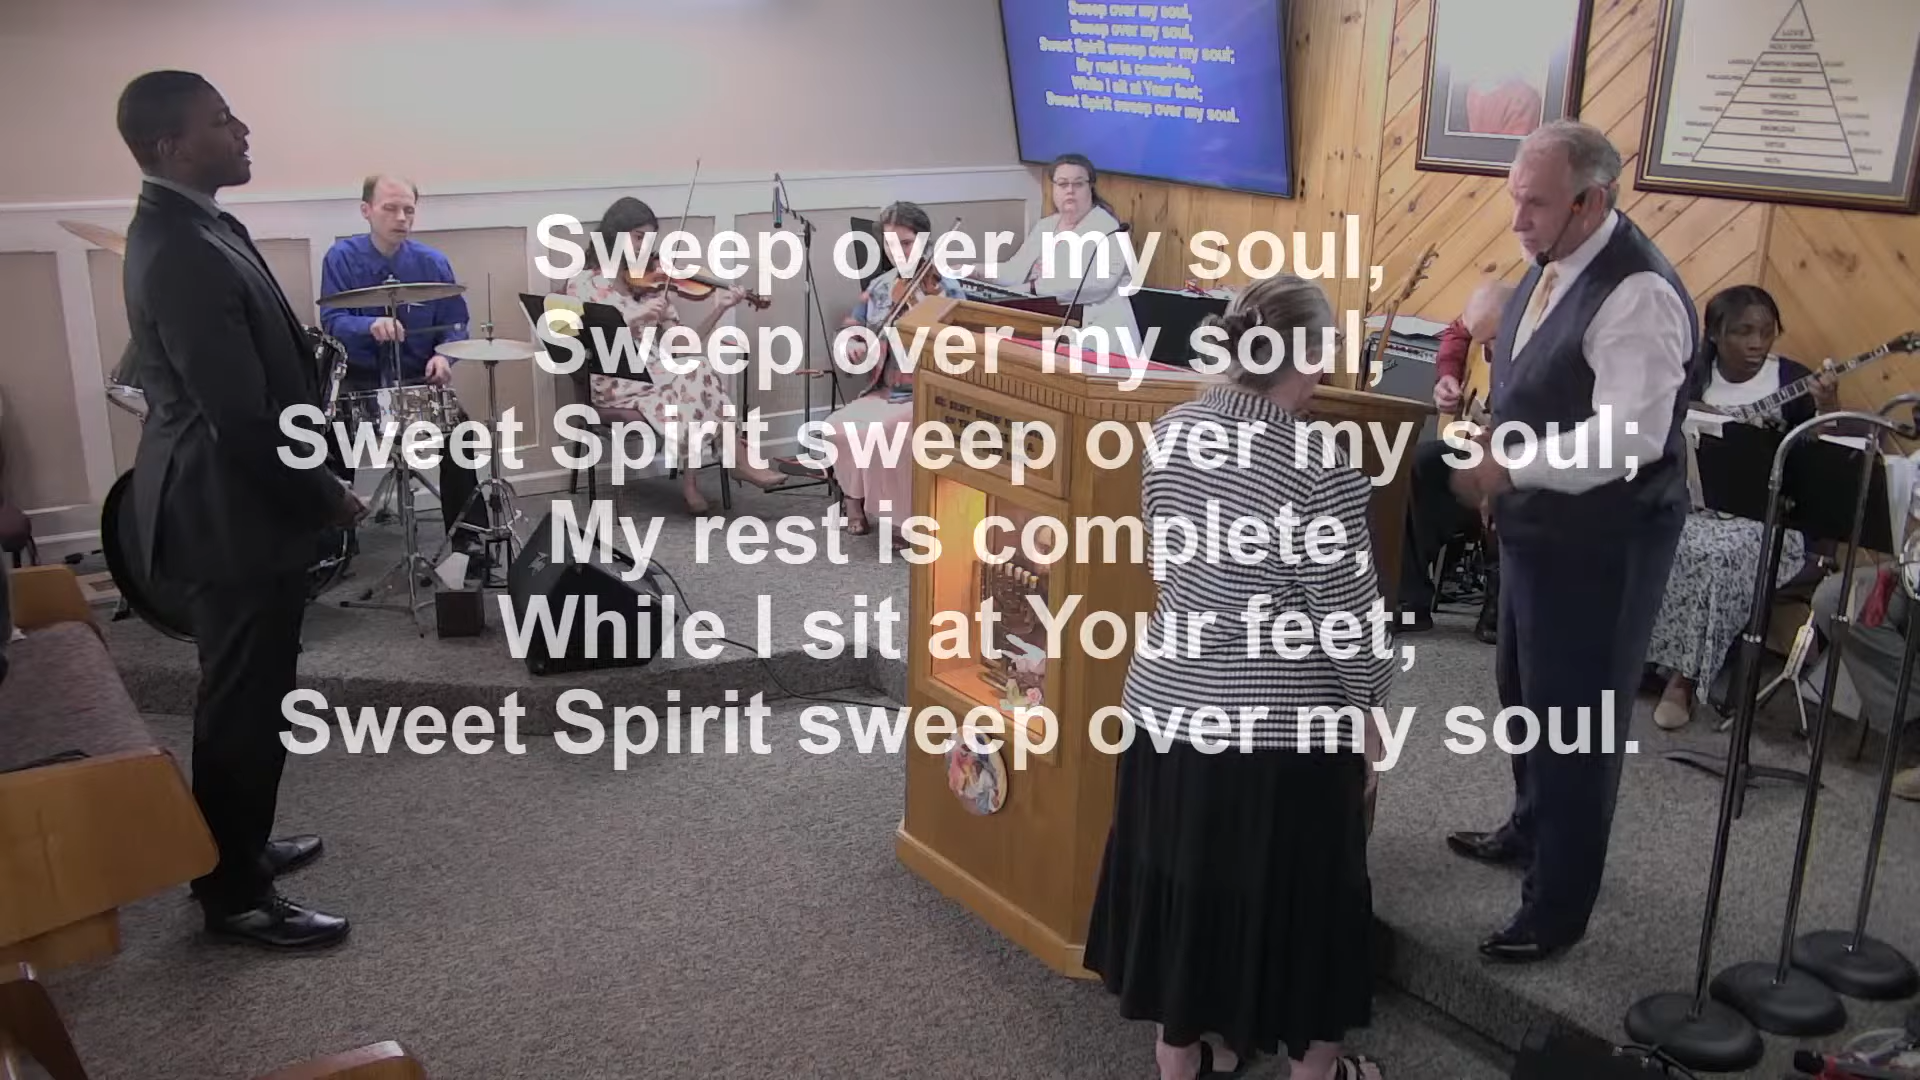 Sweep over my soul,
Sweep over my soul,
Sweet Spirit sweep over my soul;
My rest is complete,
While I sit at Your feet;
Sweet Spirit sweep over my soul.
LOVE
HOLY SPIRIT
Sweep over my soul,
Sweep over my soul,
Sweet Spirit sweep over my soul;
My rest is complete,
While I sit at Your feet;
Sweet Spirit sweep over my soul.